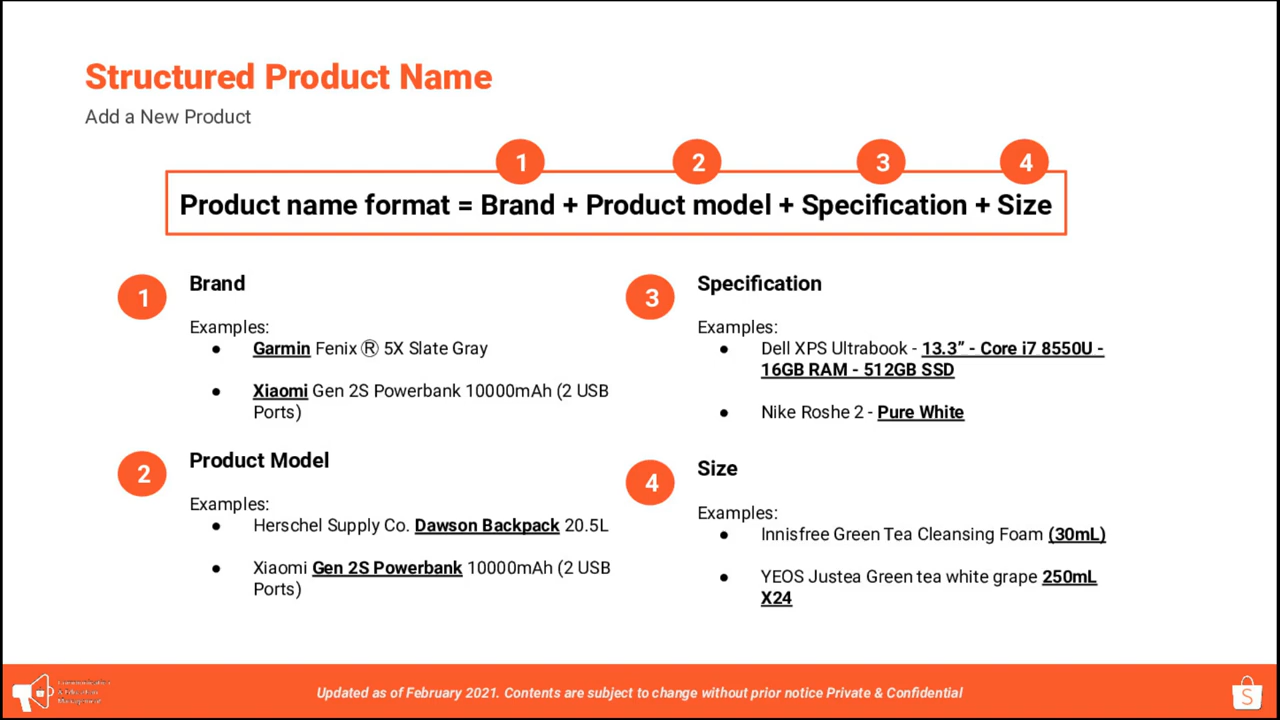 Structured Product Name
Add a New Product
1 2 3 4
Product name format = Brand + Product model + Specification + Size
1
Brand
Examples:
● Garmin Fenix Ⓡ 5X Slate Gray
● Xiaomi Gen 2S Powerbank 10000mAh (2 USB
Ports)
2
Product Model
Examples:
● Herschel Supply Co. Dawson Backpack 20.5L
● Xiaomi Gen 2S Powerbank 10000mAh (2 USB
Ports)
3
Specification
Examples:
● Dell XPS Ultrabook - 13.3” - Core i7 8550U -
16GB RAM - 512GB SSD
● Nike Roshe 2 - Pure White
4
Size
Examples:
● Innisfree Green Tea Cleansing Foam (30mL)
● YEOS Justea Green tea white grape 250mL
X24
Updated as of February 2021. Contents are subject to change without prior notice Private & Confidential
S